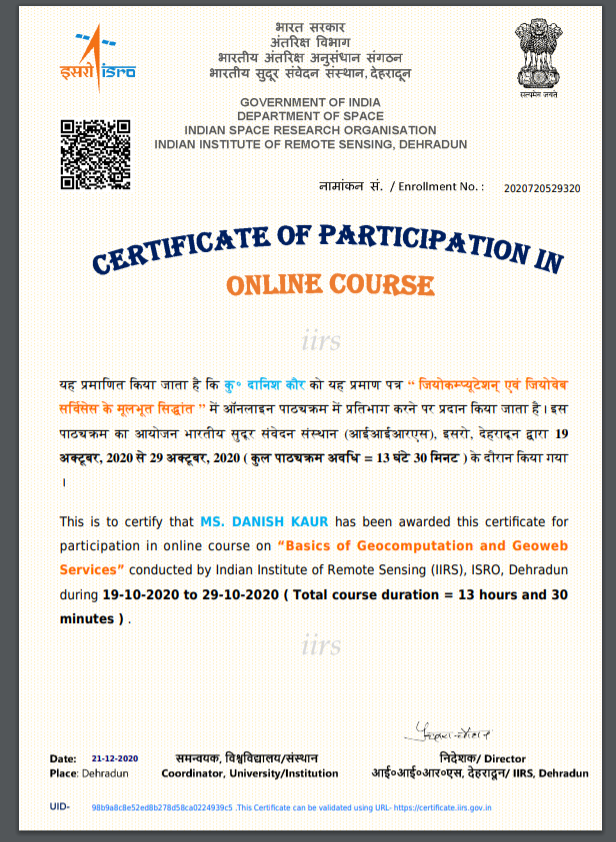 भारत सरकार
अंतरिक्ष विभाग
भारतीय अंतरिक्ष अनुसंधान संगठन
भारतीय सुदूर संवेदन संस्थान, देहरादून
इसरो isro
सत्यमेव जयते
GOVERNMENT OF INDIA
DEPARTMENT OF SPACE
INDIAN SPACE RESEARCH ORGANISATION
INDIAN INSTITUTE OF REMOTE SENSING, DEHRADUN
नामांकन सं. / Enrollment No. : 2020720529320
CERTIFICATE OF PARTICIPATION IN
ONLINE COURSE
iirs
यह प्रमाणित किया जाता है कि कु॰ दानिश कौर को यह प्रमाण पत्र “ जियोकम्प्यूटेशन् एवं जियोवेब
सर्विसेस के मूलभूत सिद्धांत ” में ऑनलाइन पाठ्यक्रम में प्रतिभाग करने पर प्रदान किया जाता है। इस
पाठ्यक्रम का आयोजन भारतीय सुदूर संवेदन संस्थान (आईआईआरएस), इसरो, देहरादून द्वारा 19
अक्टूबर, 2020 से 29 अक्टूबर, 2020 ( कुल पाठ्यक्रम अवधि = 13 घंटे 30 मिनट ) के दौरान किया गया
।
This is to certify that MS. DANISH KAUR has been awarded this certificate for
participation in online course on “Basics of Geocomputation and Geoweb
Services” conducted by Indian Institute of Remote Sensing (IIRS), ISRO, Dehradun
during 19-10-2020 to 29-10-2020 ( Total course duration = 13 hours and 30
minutes ) .
iirs
Date: 21-12-2020 समन्वयक, विश्वविद्यालय/संस्थान निदेशक/ Director
Place: Dehradun Coordinator, University/Institution आई०आई०आर०एस, देहरादून/ IIRS, Dehradun
UID- 98b9a8c8e52ed8b278d58ca0224939c5 .This Certificate can be validated using URL- https://certificate.iirs.gov.in